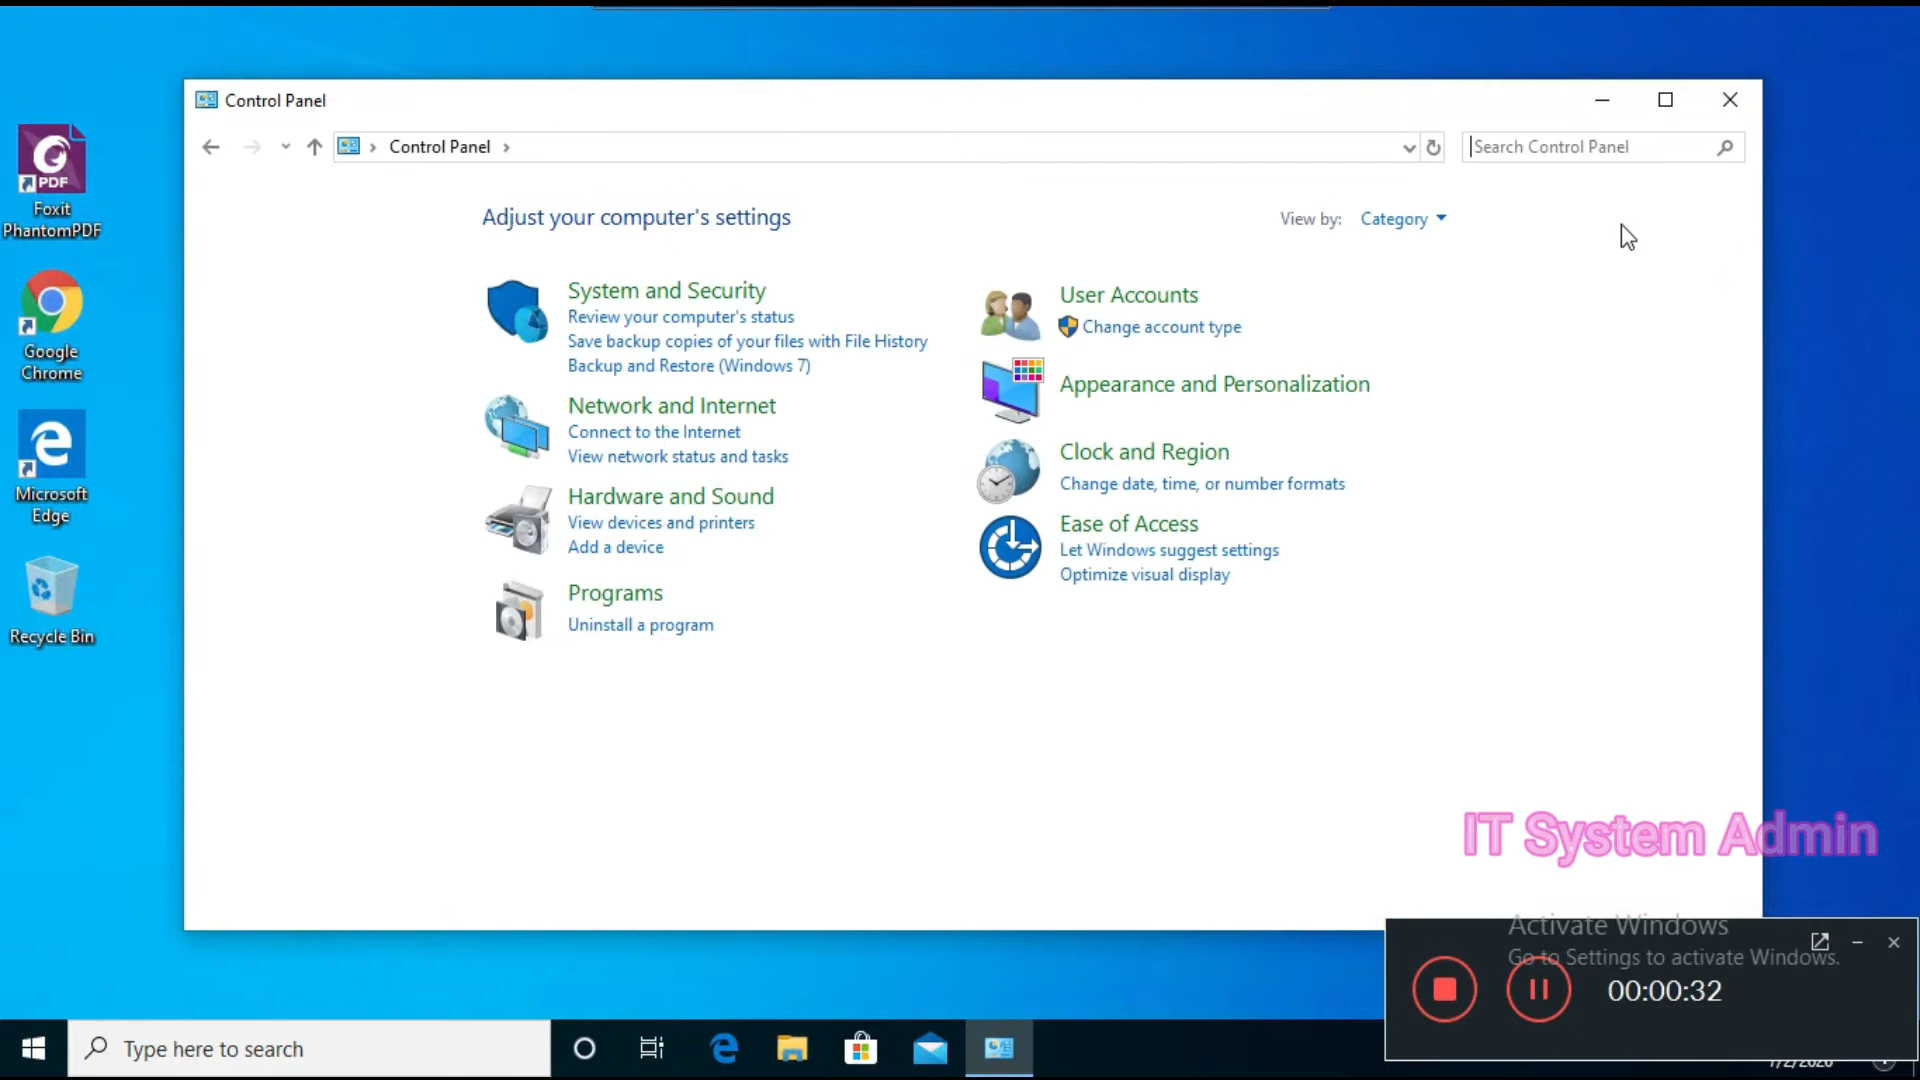 Control Panel
Control Panel
Search Control Panel
Adjust your computer's settings
View by: Category
System and Security
Review your computer's status
Save backup copies of your files with File History
Backup and Restore (Windows 7)
Network and Internet
Connect to the Internet
View network status and tasks
Hardware and Sound
View devices and printers
Add a device
Programs
Uninstall a program
User Accounts
Change account type
Appearance and Personalization
Clock and Region
Change date, time, or number formats
Ease of Access
Let Windows suggest settings
Optimize visual display
PDF
Foxit
PhantomPDF
Google
Chrome
Microsoft
Edge
Recycle Bin
IT System Admin
Activate Windows
Go to Settings to activate Windows.
00:00:32
Type here to search